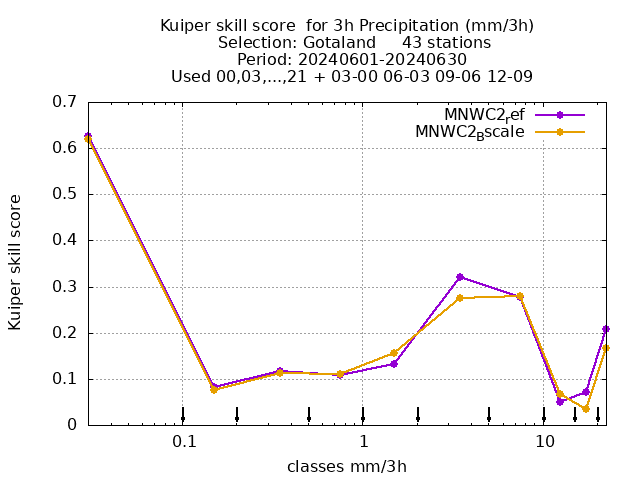 Kuiper skill score  for 3h Precipitation (mm/3h)
Selection: Gotaland     43 stations
Period: 20240601-20240630
Used 00,03,...,21 + 03-00 06-03 09-06 12-09
MNWC2ref
MNWC2Bscale
0.7
0.6
0.5
0.4
0.3
0.2
0.1
0
Kuiper skill score
0.1 1 10
classes mm/3h